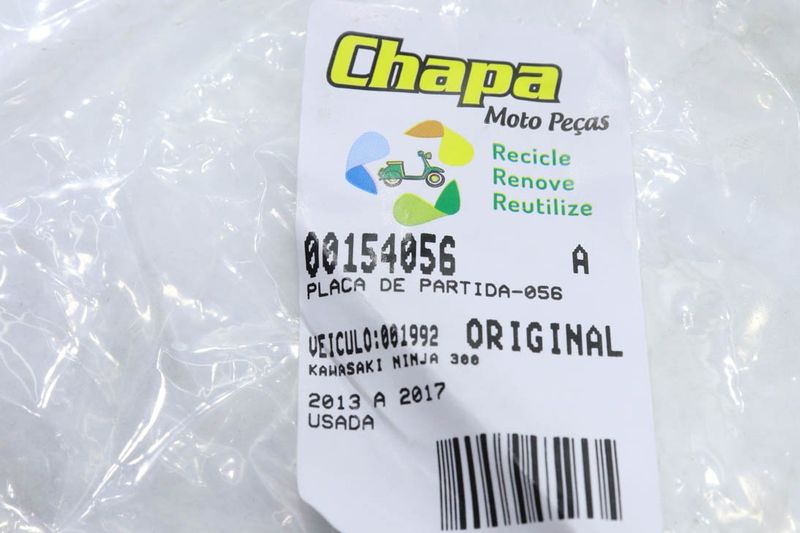 Chapa
Moto Peças
Recicle
Renove
Reutilize
00154056 A
PLACA DE PARTIDA-056
VEICULO:001992 ORIGINAL
KAWASAKI NINJA 300
2013 A 2017
USADA